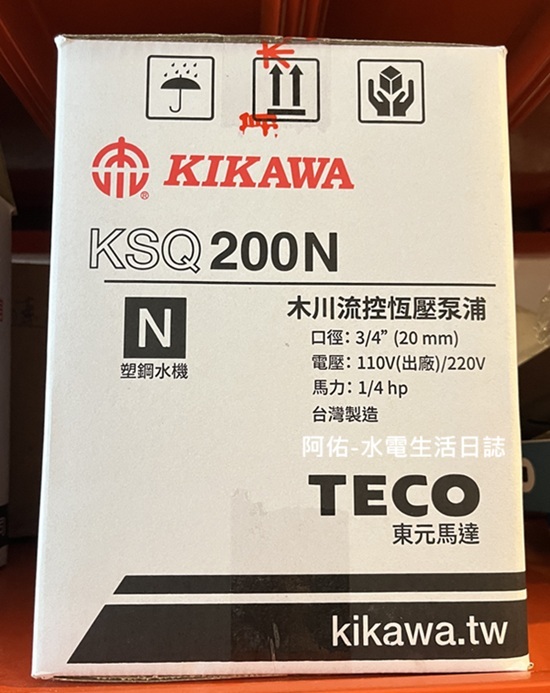 KIKAWA
KSQ 200N
N
塑鋼水機
木川流控恆壓泵浦
口徑: 3/4” (20 mm)
電壓: 110V(出廠)/220V
馬力: 1/4 hp
台灣製造
阿佑-水電生活日誌
TECO
東元馬達
kikawa.tw